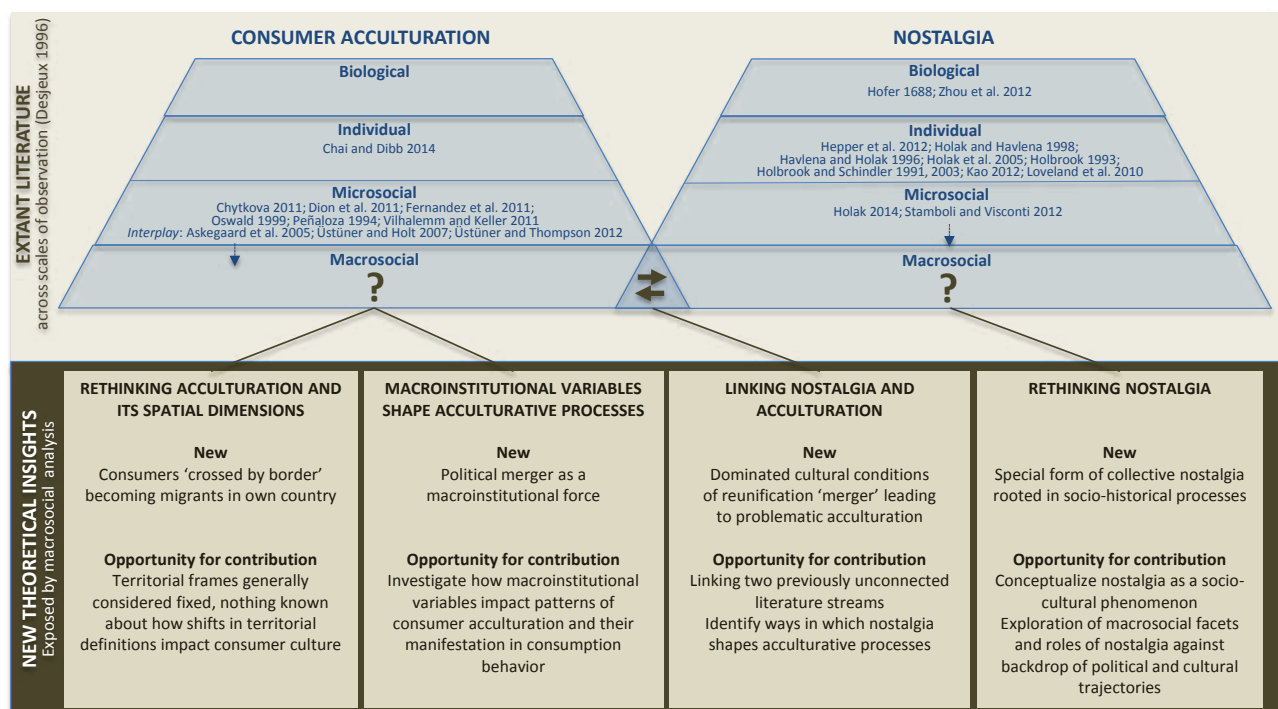 EXTANT LITERATURE
across scales of observation (Desjeux 1996)
CONSUMER ACCULTURATION
Biological
Individual
Chai and Dibb 2014
Microsocial
Chytkova 2011; Dion et al. 2011; Fernandez et al. 2011;
Oswald 1999; Peñaloza 1994; Vilhalemm and Keller 2011
Interplay: Askegaard et al. 2005; Üstüner and Holt 2007; Üstüner and Thompson 2012
Macrosocial
?
NOSTALGIA
Biological
Hofer 1688; Zhou et al. 2012
Individual
Hepper et al. 2012; Holak and Havlena 1998;
Havlena and Holak 1996; Holak et al. 2005; Holbrook 1993;
Holbrook and Schindler 1991, 2003; Kao 2012; Loveland et al. 2010
Microsocial
Holak 2014; Stamboli and Visconti 2012
Macrosocial
?
NEW THEORETICAL INSIGHTS
Exposed by macrosocial analysis
RETHINKING ACCULTURATION AND
ITS SPATIAL DIMENSIONS
New
Consumers ‘crossed by border’
becoming migrants in own country
Opportunity for contribution
Territorial frames generally
considered fixed, nothing known
about how shifts in territorial
definitions impact consumer culture
MACROINSTITUTIONAL VARIABLES
SHAPE ACCULTURATIVE PROCESSES
New
Political merger as a
macroinstitutional force
Opportunity for contribution
Investigate how macroinstitutional
variables impact patterns of
consumer acculturation and their
manifestation in consumption
behavior
LINKING NOSTALGIA AND
ACCULTURATION
New
Dominated cultural conditions
of reunification ‘merger’ leading
to problematic acculturation
Opportunity for contribution
Linking two previously unconnected
literature streams
Identify ways in which nostalgia
shapes acculturative processes
RETHINKING NOSTALGIA
New
Special form of collective nostalgia
rooted in socio-historical processes
Opportunity for contribution
Conceptualize nostalgia as a socio-
cultural phenomenon
Exploration of macrosocial facets
and roles of nostalgia against
backdrop of political and cultural
trajectories